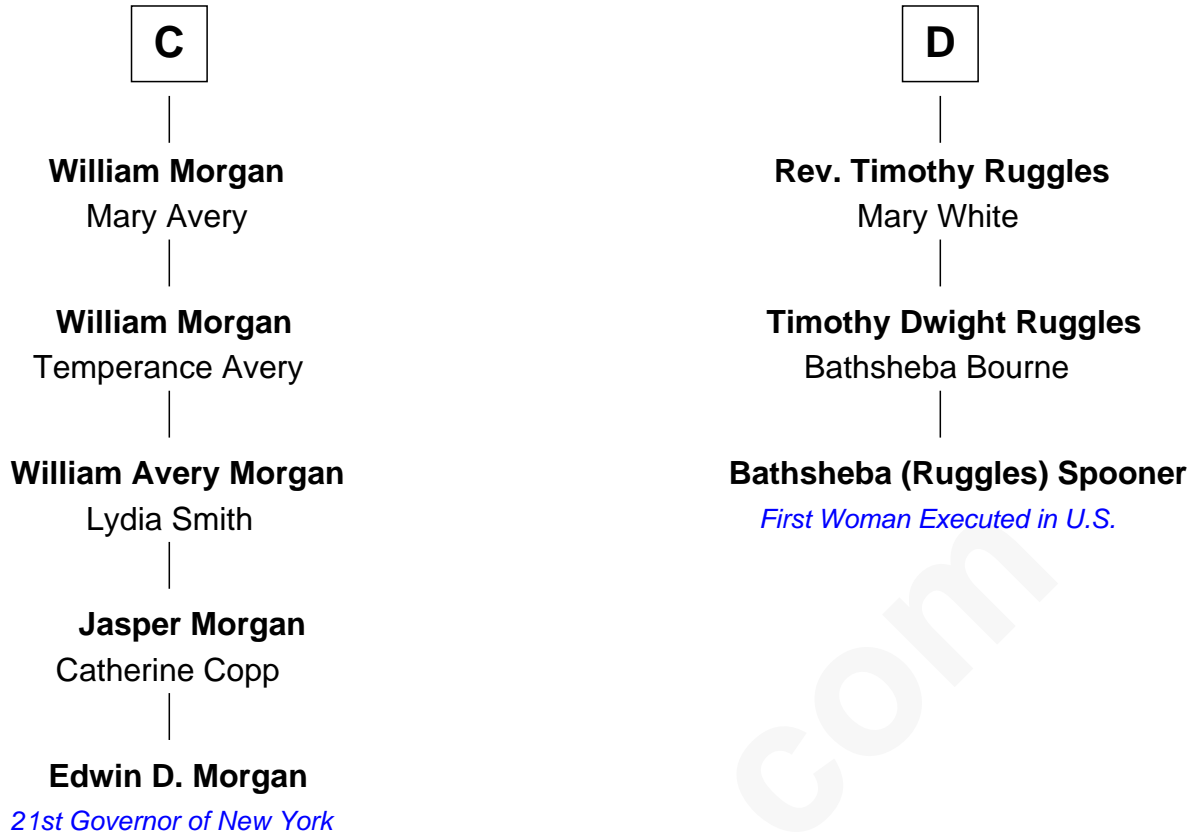 C
William Morgan
Mary Avery
William Morgan
Temperance Avery
William Avery Morgan
Lydia Smith
Jasper Morgan
Catherine Copp
Edwin D. Morgan
21st Governor of New York
D
Rev. Timothy Ruggles
Mary White
Timothy Dwight Ruggles
Bathsheba Bourne
Bathsheba (Ruggles) Spooner
First Woman Executed in U.S.
com